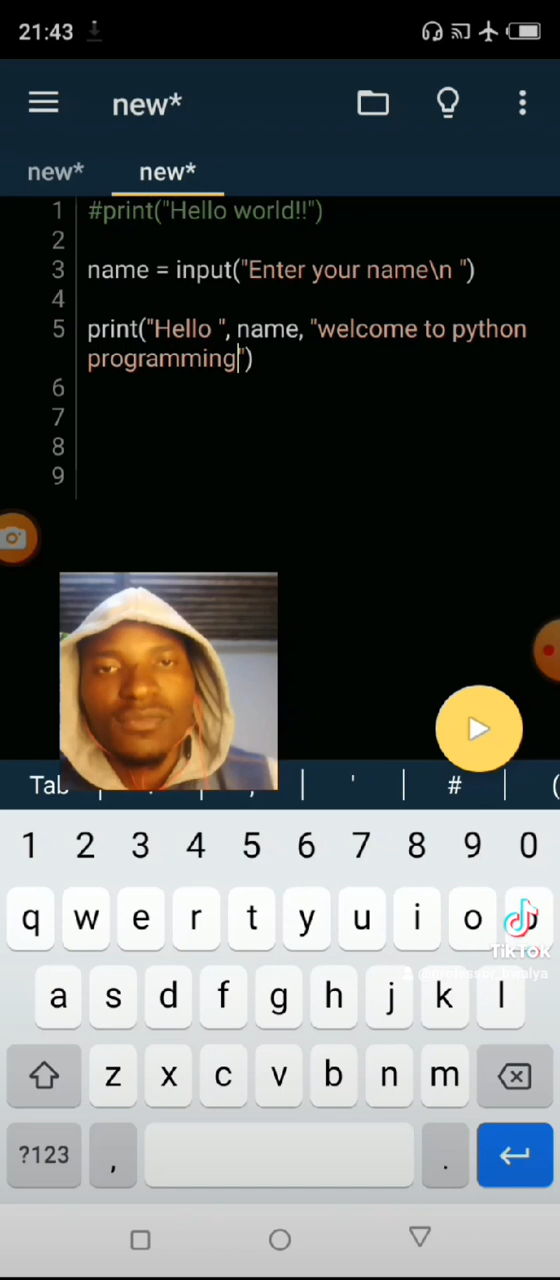 21:43
new*
new* new*
1 #print("Hello world!!")
2
3 name = input("Enter your name\n ")
4
5 print("Hello ", name, "welcome to python
programming")
6
7
8
9
Tab ' # (
1 2 3 4 5 6 7 8 9 0
q w e r t y u i o p
TikTok
a s d f g h j k l
z x c v b n m
?123 , .